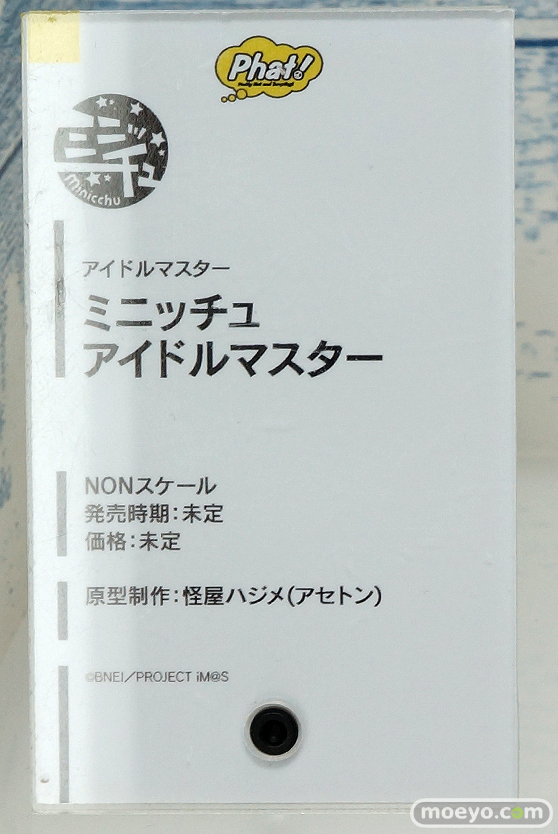 Phat!
ミニッチュ
minicchu
アイドルマスター
ミニッチュ
アイドルマスター
NONスケール
発売時期:未定
価格:未定
原型制作:怪屋ハジメ(アセトン)
©BNEI/PROJECT iM@S
moeyo.com